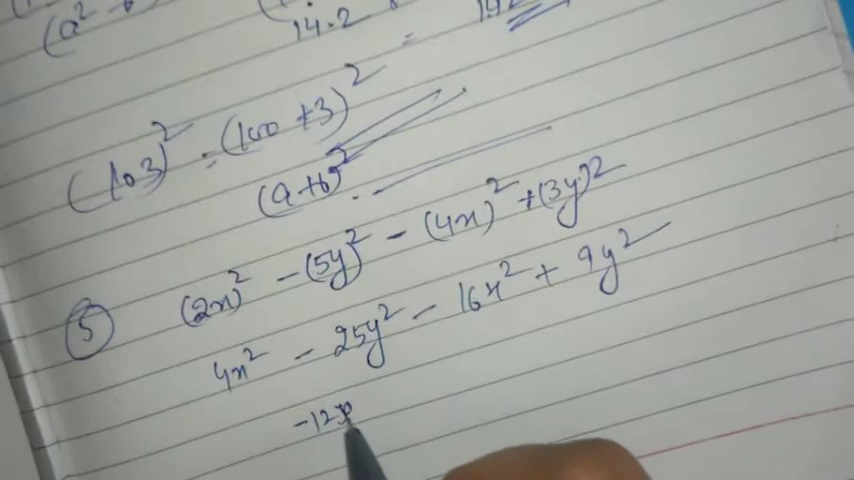 14.2
(103)² = (100 + 3)²
(a+b)²
⑤ (2x)² - (5y)² - (4x)² + (3y)²
4x² - 25y² - 16x² + 9y²
-12x